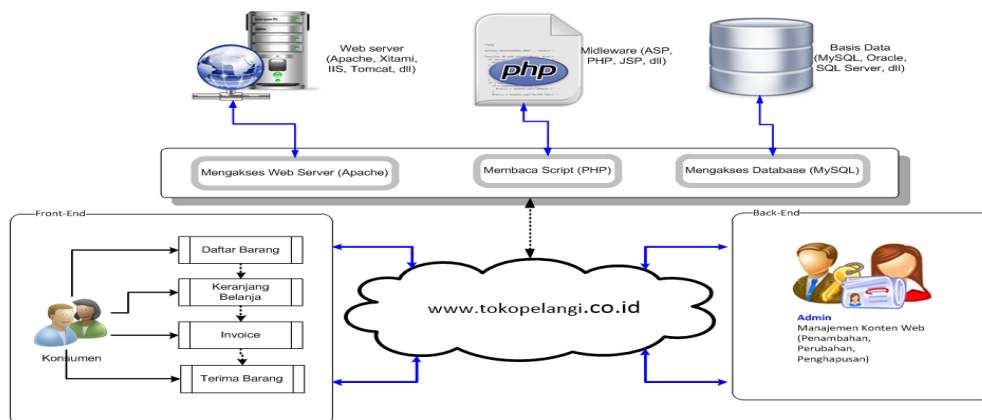 Web server
(Apache, Xitami,
IIS, Tomcat, dll)
php
Midleware (ASP,
PHP, JSP, dll)
Basis Data
(MySQL, Oracle,
SQL Server, dll)
Mengakses Web Server (Apache)
Membaca Script (PHP)
Mengakses Database (MySQL)
Front-End
Daftar Barang
Keranjang
Belanja
Invoice
Terima Barang
Konsumen
www.tokopelangi.co.id
Back-End
Admin
Manajemen Konten Web
(Penambahan,
Perubahan,
Penghapusan)